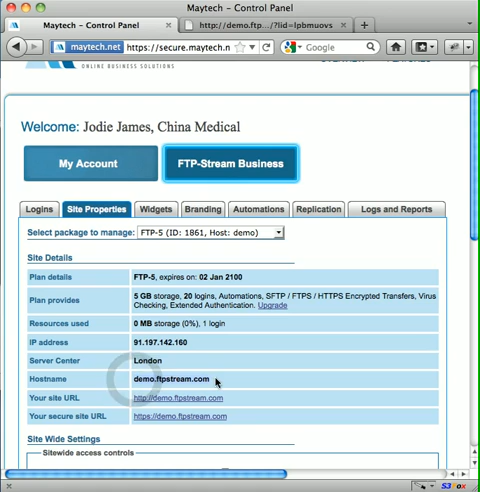 Maytech - Control Panel
Maytech - Control Panel
http://demo.ftp.../?lid=lpbmuovs
maytech.net
https://secure.maytech.n
Google
ONLINE BUSINESS SOLUTIONS
Welcome: Jodie James, China Medical
My Account
FTP-Stream Business
Logins
Site Properties
Widgets
Branding
Automations
Replication
Logs and Reports
Select package to manage: FTP-5 (ID: 1861, Host: demo)
Site Details
Plan details FTP-5, expires on: 02 Jan 2100
Plan provides 5 GB storage, 20 logins, Automations, SFTP / FTPS / HTTPS Encrypted Transfers, Virus
Checking, Extended Authentication. Upgrade
Resources used 0 MB storage (0%), 1 login
IP address 91.197.142.160
Server Center London
Hostname demo.ftpstream.com
Your site URL http://demo.ftpstream.com
Your secure site URL https://demo.ftpstream.com
Site Wide Settings
Sitewide access controls
S3Fox